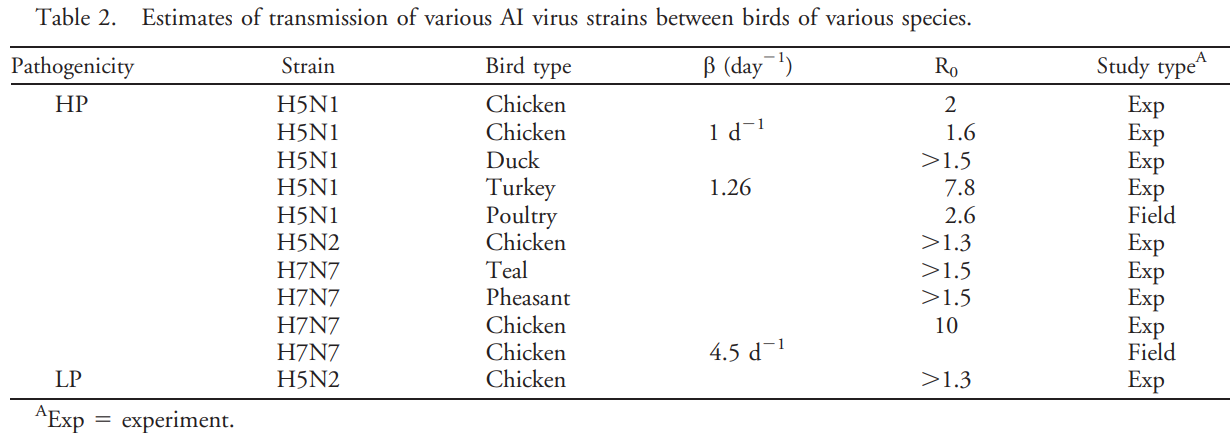 Table 2. Estimates of transmission of various AI virus strains between birds of various species.
Pathogenicity Strain Bird type β (day⁻¹) R₀ Study typeᴬ
HP H5N1 Chicken 2 Exp
H5N1 Chicken 1 d⁻¹ 1.6 Exp
H5N1 Duck >1.5 Exp
H5N1 Turkey 1.26 7.8 Exp
H5N1 Poultry 2.6 Field
H5N2 Chicken >1.3 Exp
H7N7 Teal >1.5 Exp
H7N7 Pheasant >1.5 Exp
H7N7 Chicken 10 Exp
H7N7 Chicken 4.5 d⁻¹ Field
LP H5N2 Chicken >1.3 Exp
ᴬExp = experiment.